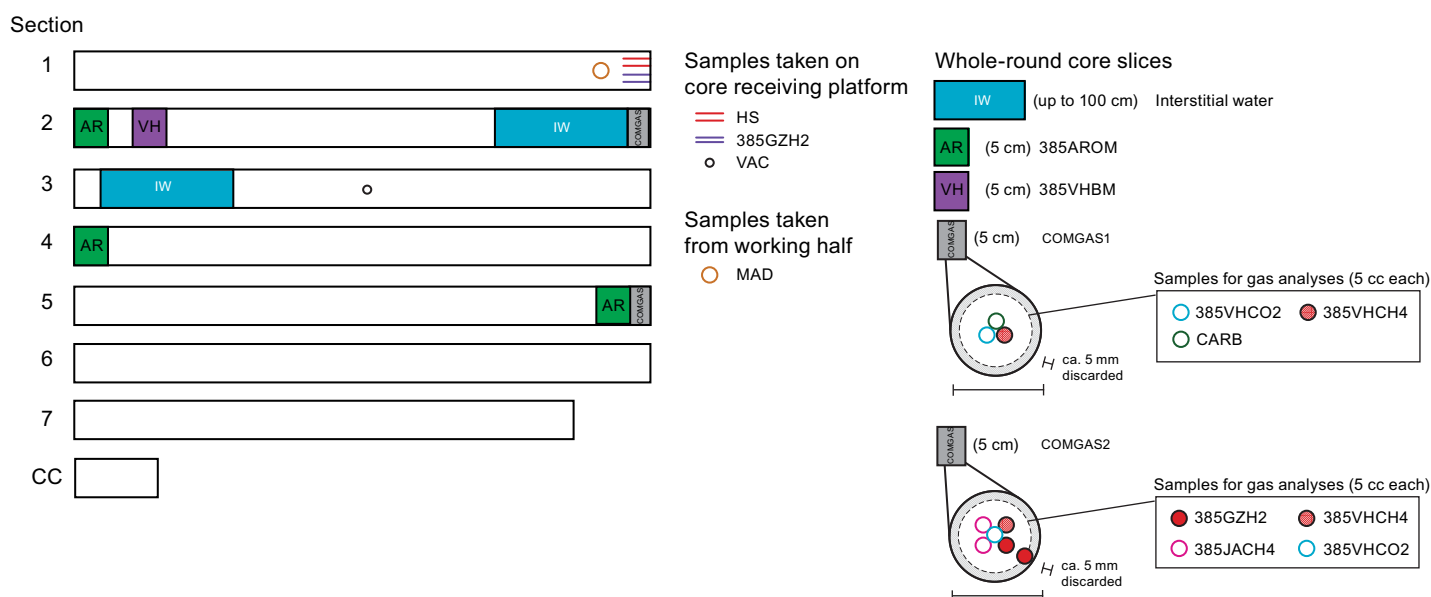 Section
1
2
AR
VH
IW
COMGAS
3
IW
4
AR
5
AR
COMGAS
6
7
CC
Samples taken on
core receiving platform
HS
385GZH2
VAC
Samples taken
from working half
MAD
Whole-round core slices
IW
(up to 100 cm)
Interstitial water
AR
(5 cm)
385AROM
VH
(5 cm)
385VHBM
COMGAS
(5 cm)
COMGAS1
Samples for gas analyses (5 cc each)
385VHCO2
385VHCH4
CARB
ca. 5 mm
discarded
COMGAS
(5 cm)
COMGAS2
Samples for gas analyses (5 cc each)
385GZH2
385VHCH4
385JACH4
385VHCO2
ca. 5 mm
discarded